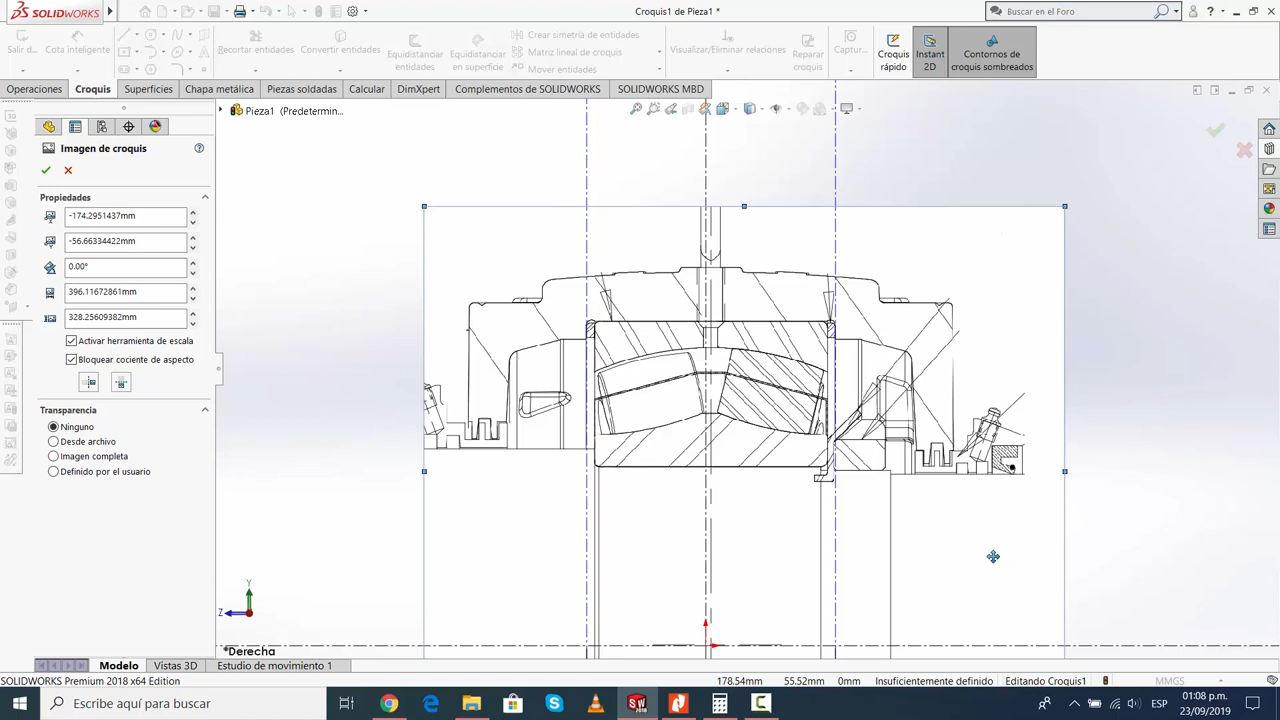 SOLIDWORKS
Croquis1 de Pieza1 *
Buscar en el Foro
Salir d...
Cota inteligente
Insertar entidades
Convertir entidades
Equidistanciar entidades
Equidistanciar en superficie
Crear simetría de entidades
Matriz lineal de croquis
Mover entidades
Visualizar/Eliminar relaciones
Reparar croquis
Captur...
Croquis rápido
Instant 2D
Contornos de croquis sombreados
Operaciones
Croquis
Superficies
Chapa metálica
Piezas soldadas
Calcular
DimXpert
Complementos de SOLIDWORKS
SOLIDWORKS MBD
Pieza1 (Predetermin...
Imagen de croquis
Propiedades
-174.2951437mm
-56.66334422mm
0.00°
396.11672861mm
328.25609382mm
Activar herramienta de escala
Bloquear cociente de aspecto
Transparencia
Ninguno
Desde archivo
Imagen completa
Definido por el usuario
Y
Z
*Derecha
Modelo
Vistas 3D
Estudio de movimiento 1
SOLIDWORKS Premium 2018 x64 Edition
178.54mm
55.52mm
0mm
Insuficientemente definido
Editando Croquis1
MMGS
Escribe aquí para buscar
ESP
01:08 p.m.
23/09/2019